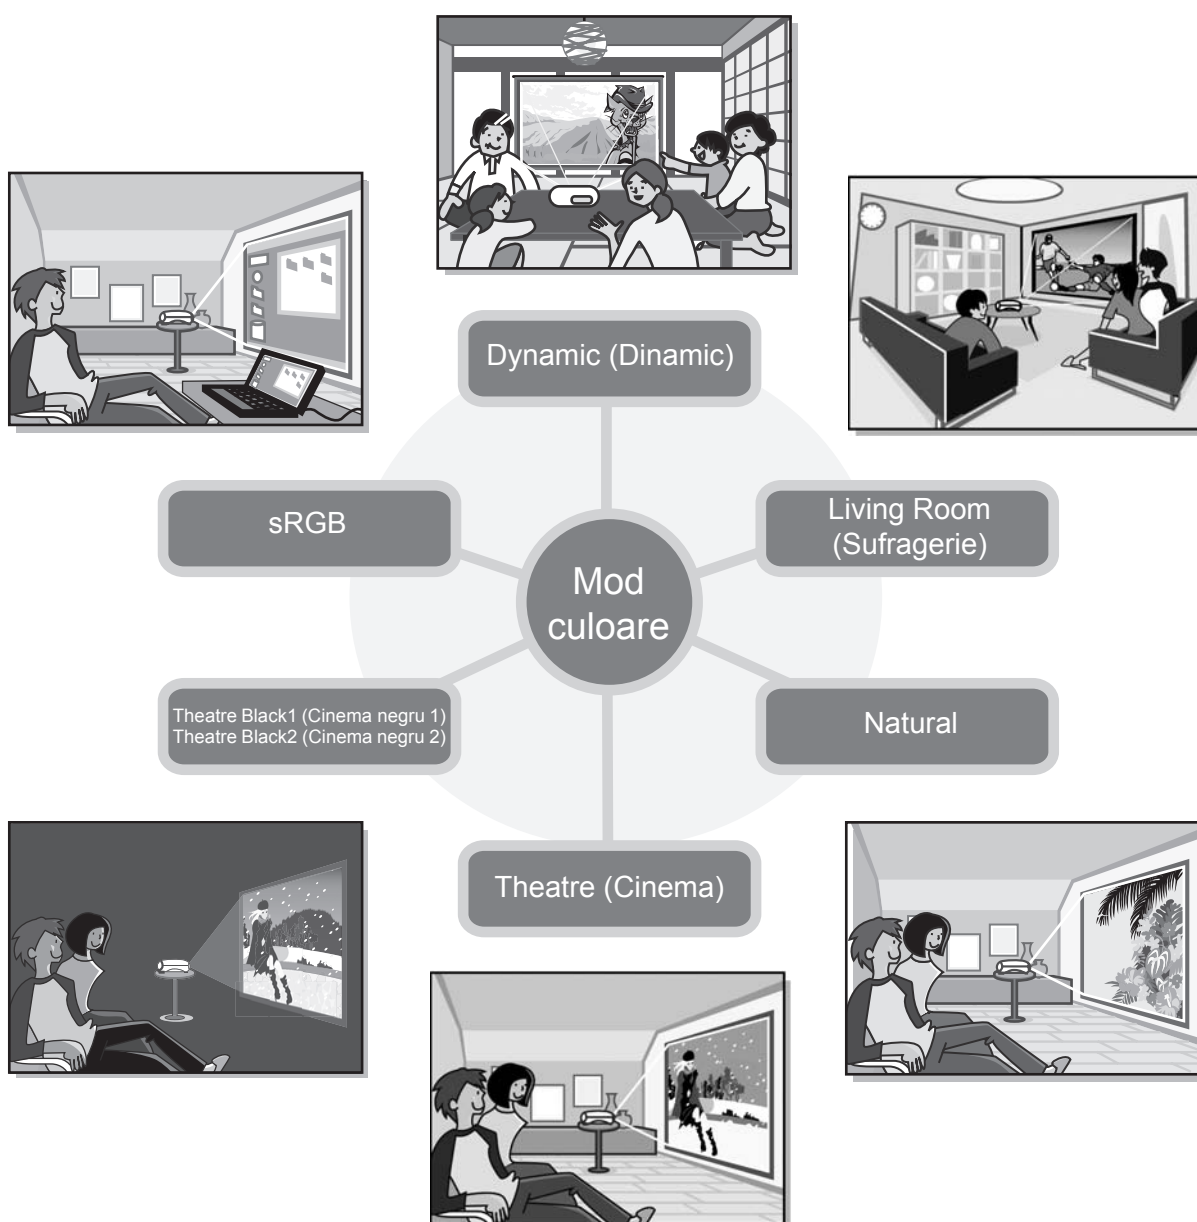 Dynamic (Dinamic)
sRGB
Living Room
(Sufragerie)
Mod
culoare
Theatre Black1 (Cinema negru 1)
Theatre Black2 (Cinema negru 2)
Natural
Theatre (Cinema)